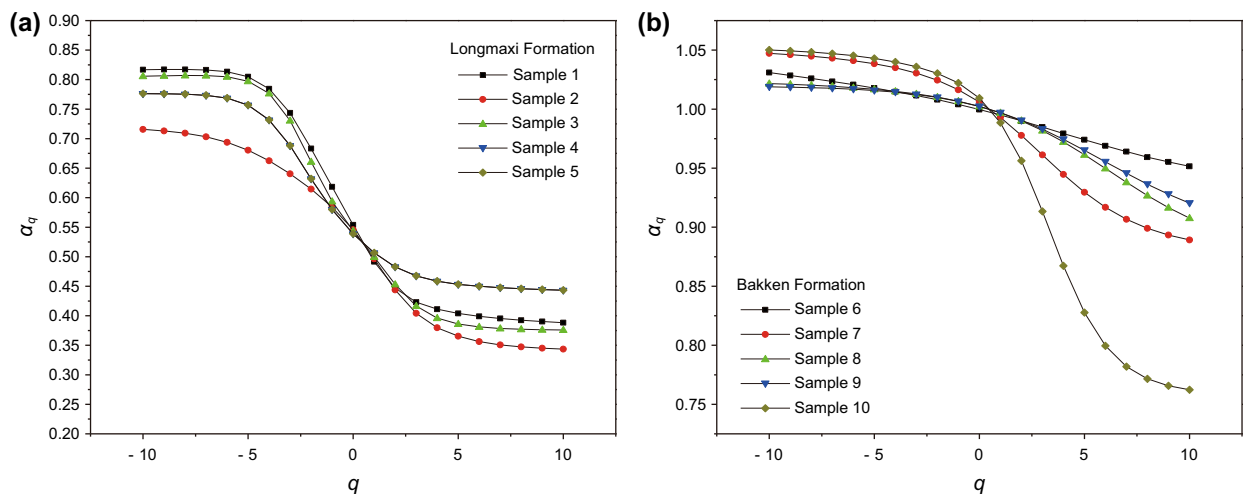 (a)
0.90
0.85
0.80
0.75
0.70
0.65
0.60
0.55
0.50
0.45
0.40
0.35
0.30
0.25
0.20
αq
- 10
- 5
0
5
10
q
Longmaxi Formation
Sample 1
Sample 2
Sample 3
Sample 4
Sample 5
(b)
1.05
1.00
0.95
0.90
0.85
0.80
0.75
αq
- 10
- 5
0
5
10
q
Bakken Formation
Sample 6
Sample 7
Sample 8
Sample 9
Sample 10